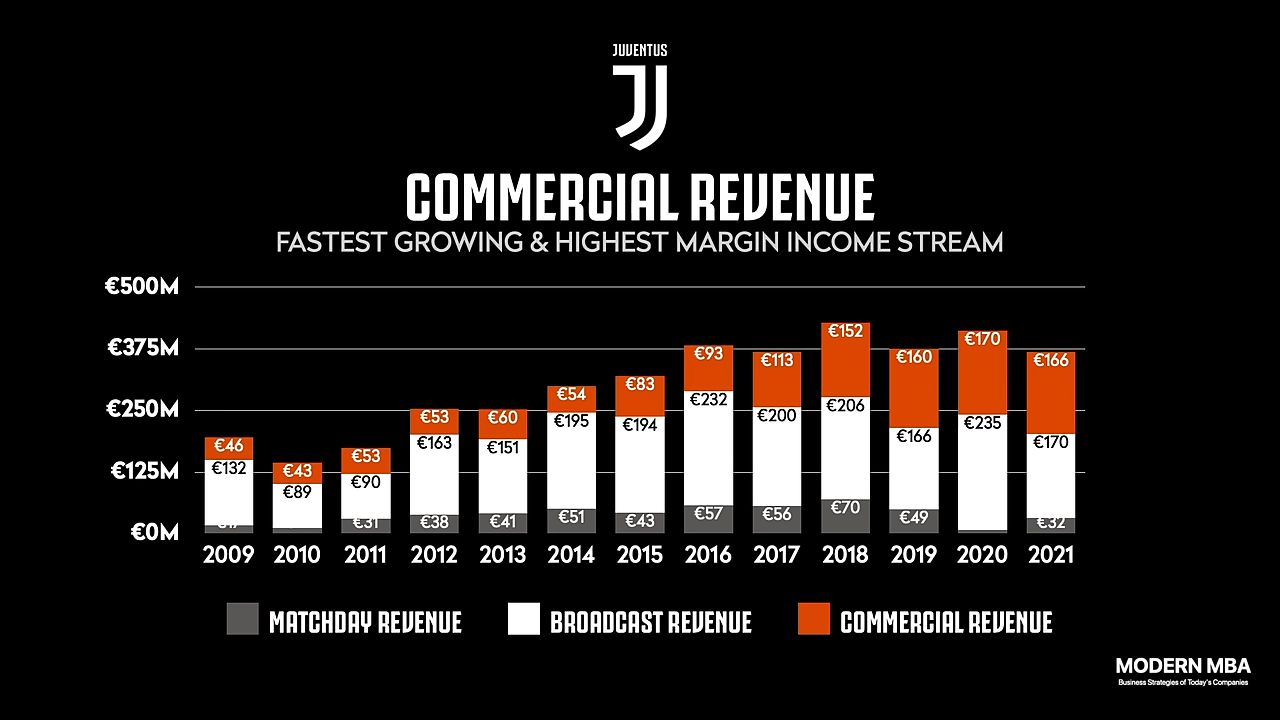 JUVENTUS
COMMERCIAL REVENUE
FASTEST GROWING & HIGHEST MARGIN INCOME STREAM
€500M
€375M
€250M
€125M
€0M
€46 €43 €53 €53 €60 €54 €83 €93 €113 €152 €160 €170 €166
€132 €89 €90 €163 €151 €195 €194 €232 €200 €206 €166 €235 €170
€31 €38 €41 €51 €43 €57 €56 €70 €49 €32
2009 2010 2011 2012 2013 2014 2015 2016 2017 2018 2019 2020 2021
MATCHDAY REVENUE BROADCAST REVENUE COMMERCIAL REVENUE
MODERN MBA
Business Strategies of Today's Companies